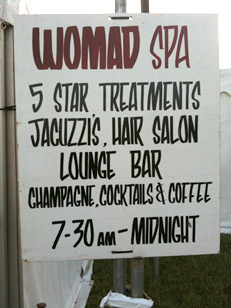 WOMAD SPA
5 STAR TREATMENTS
JACUZZI'S, HAIR SALON
LOUNGE BAR
CHAMPAGNE, COCKTAILS & COFFEE
7-30 AM - MIDNIGHT